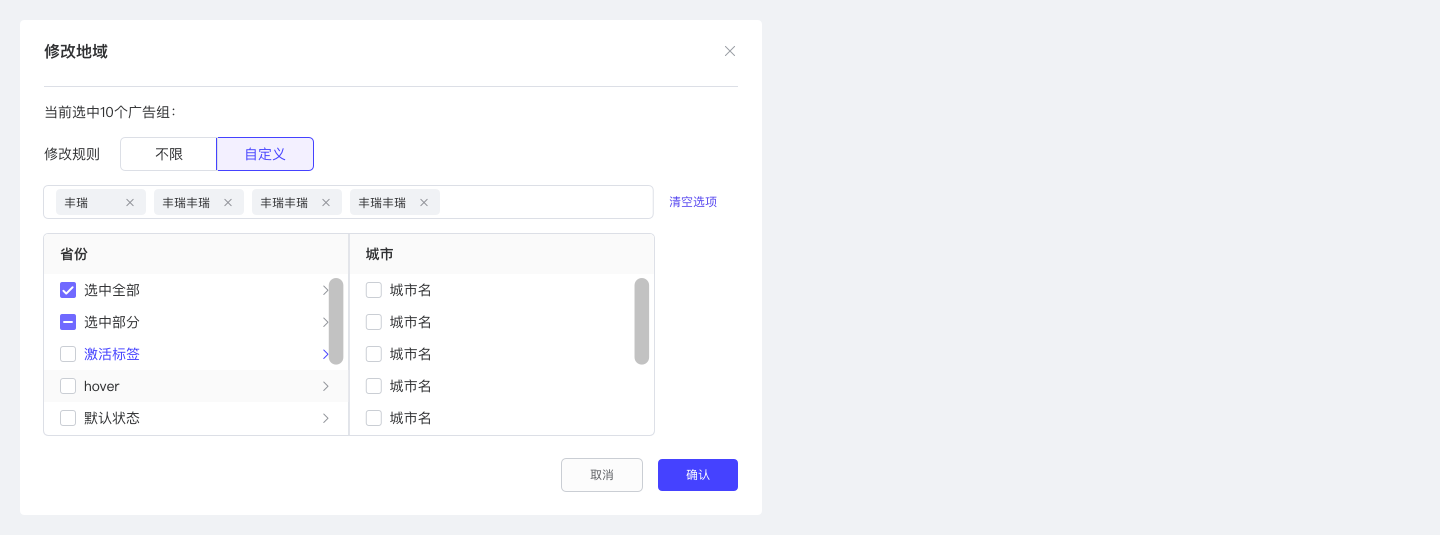 修改地域
当前选中10个广告组：
修改规则 不限 自定义
丰瑞 丰瑞丰瑞 丰瑞丰瑞 丰瑞丰瑞 清空选项
省份 城市
选中全部 城市名
选中部分 城市名
激活标签 城市名
hover 城市名
默认状态 城市名
取消 确认